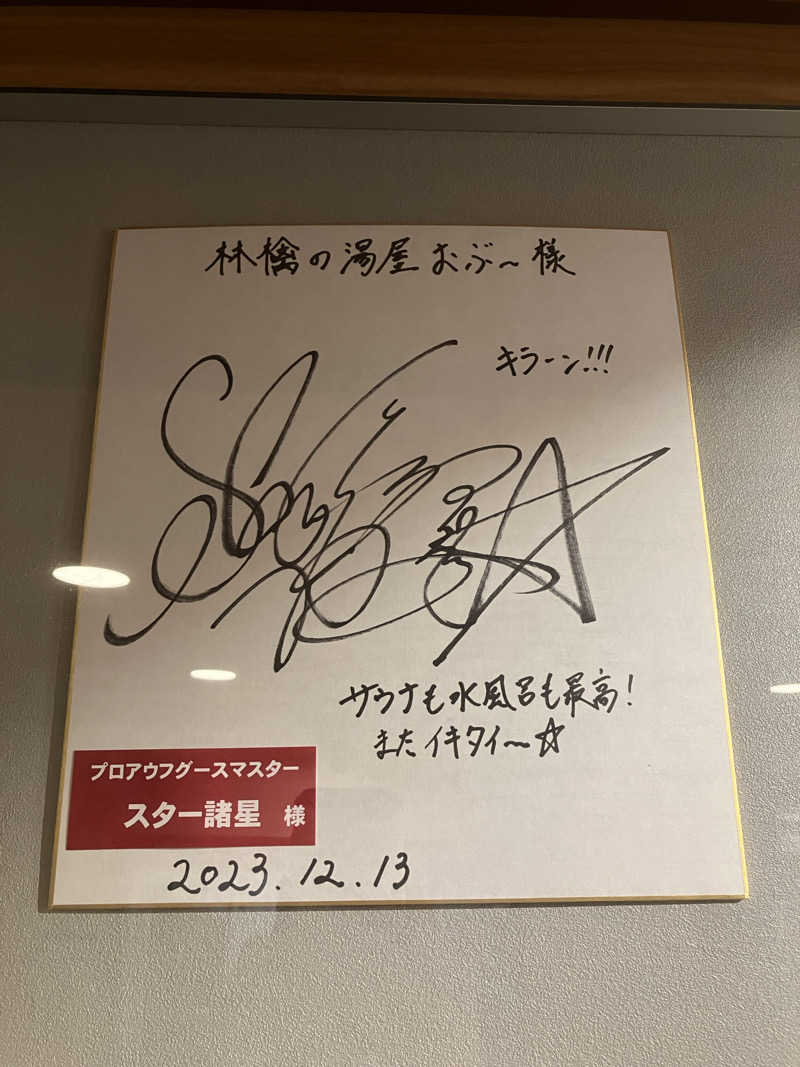 林檎の湯屋 おぶ～様
キラーン!!!
サウナも水風呂も最高!
またイキタイ～☆
プロアウフグースマスター
スター諸星 様
2023.12.13